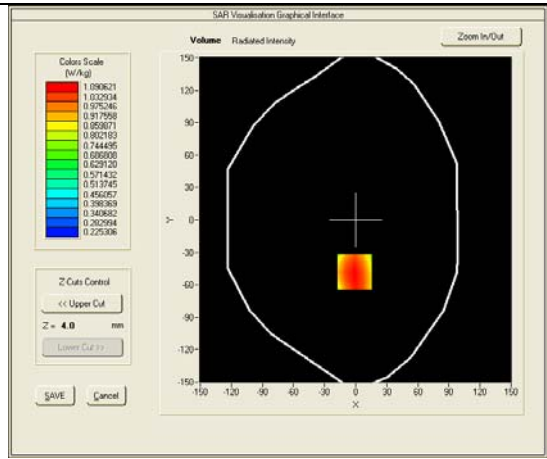 SAR Visualisation Graphical Interface
Volume Radiated Intensity
Zoom In/Out
Colors Scale
(W/kg)
1.090621
1.032934
0.975246
0.917558
0.859871
0.802183
0.744495
0.686808
0.629120
0.571432
0.513745
0.456057
0.398369
0.340682
0.282994
0.225306
Z Cuts Control
<< Upper Cut
Z = 4.0 mm
Lower Cut >>
SAVE
Cancel
150
120
90
60
30
0
-30
-60
-90
-120
-150
Y
-150 -120 -90 -60 -30 0 30 60 90 120 150
X